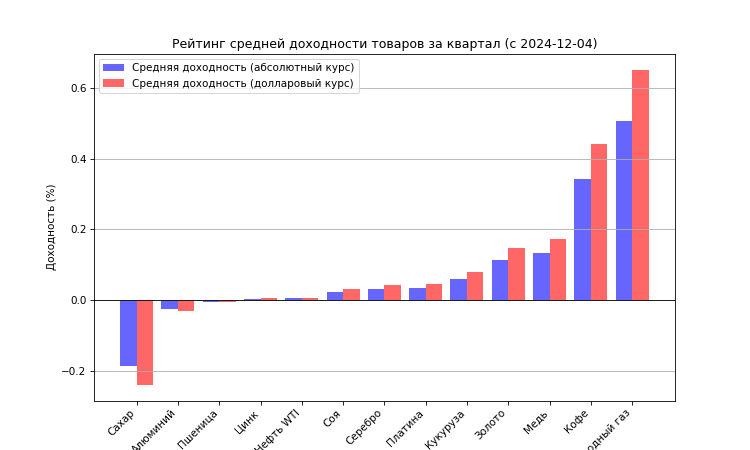 Рейтинг средней доходности товаров за квартал (с 2024-12-04)
Средняя доходность (абсолютный курс)
Средняя доходность (долларовый курс)
Доходность (%)
0.6
0.4
0.2
0.0
−0.2
Сахар
Алюминий
Пшеница
Цинк
Нефть WTI
Соя
Серебро
Платина
Кукуруза
Золото
Медь
Кофе
одный газ